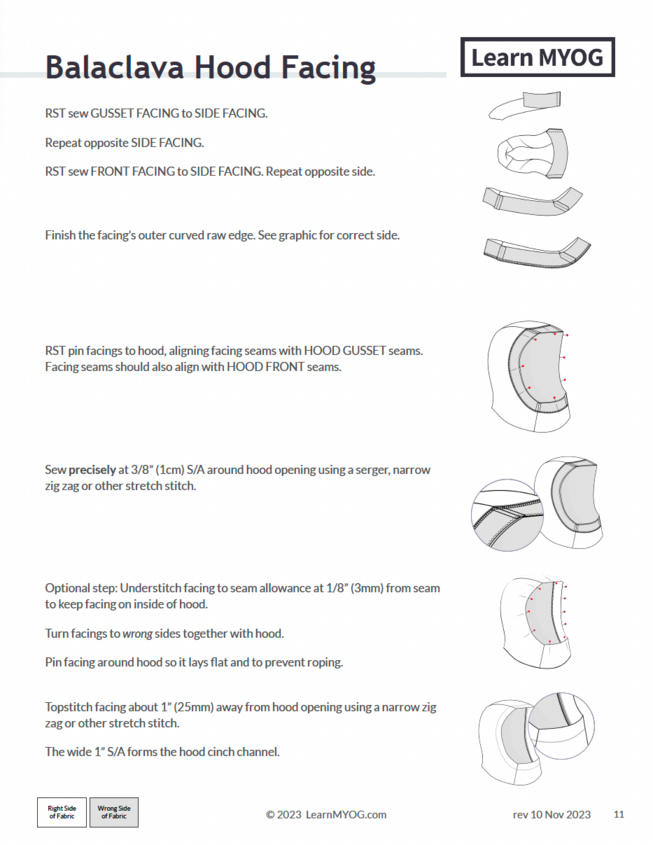 Balaclava Hood Facing
Learn MYOG
RST sew GUSSET FACING to SIDE FACING.
Repeat opposite SIDE FACING.
RST sew FRONT FACING to SIDE FACING. Repeat opposite side.
Finish the facing's outer curved raw edge. See graphic for correct side.
RST pin facings to hood, aligning facing seams with HOOD GUSSET seams.
Facing seams should also align with HOOD FRONT seams.
Sew precisely at 3/8" (1cm) S/A around hood opening using a serger, narrow
zig zag or other stretch stitch.
Optional step: Understitch facing to seam allowance at 1/8" (3mm) from seam
to keep facing on inside of hood.
Turn facings to wrong sides together with hood.
Pin facing around hood so it lays flat and to prevent roping.
Topstitch facing about 1" (25mm) away from hood opening using a narrow zig
zag or other stretch stitch.
The wide 1" S/A forms the hood cinch channel.
Right Side
of Fabric
Wrong Side
of Fabric
© 2023 LearnMYOG.com
rev 10 Nov 2023
11